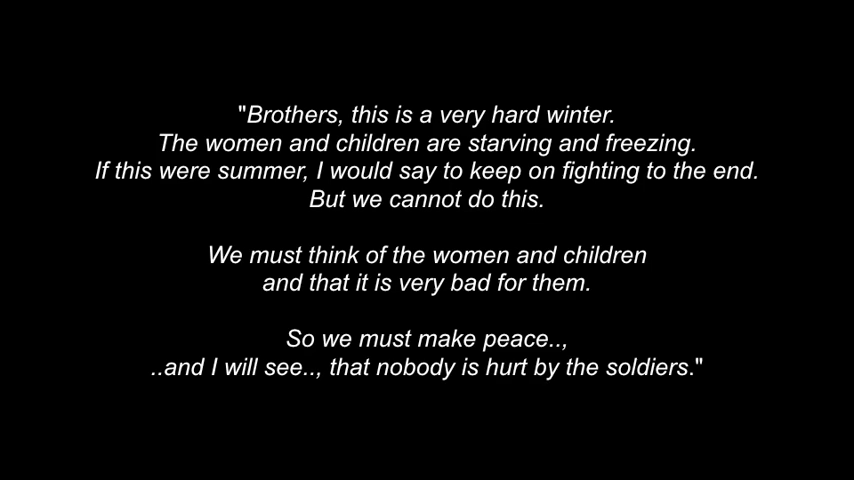 "Brothers, this is a very hard winter.
The women and children are starving and freezing.
If this were summer, I would say to keep on fighting to the end.
But we cannot do this.
We must think of the women and children
and that it is very bad for them.
So we must make peace..,
..and I will see.., that nobody is hurt by the soldiers."